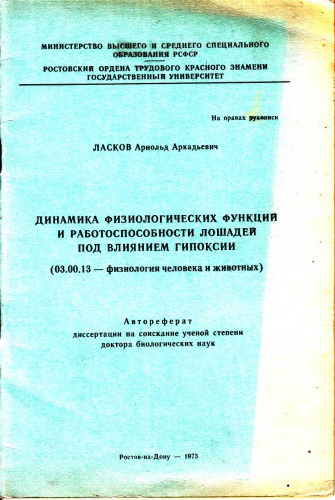 МИНИСТЕРСТВО ВЫСШЕГО И СРЕДНЕГО СПЕЦИАЛЬНОГО
ОБРАЗОВАНИЯ РСФСР
РОСТОВСКИЙ ОРДЕНА ТРУДОВОГО КРАСНОГО ЗНАМЕНИ
ГОСУДАРСТВЕННЫЙ УНИВЕРСИТЕТ
На правах рукописи
ЛАСКОВ Арнольд Аркадьевич
ДИНАМИКА ФИЗИОЛОГИЧЕСКИХ ФУНКЦИЙ
И РАБОТОСПОСОБНОСТИ ЛОШАДЕЙ
ПОД ВЛИЯНИЕМ ГИПОКСИИ
(03.00.13 — физиология человека и животных)
Автореферат
диссертации на соискание ученой степени
доктора биологических наук
Ростов-на-Дону — 1973